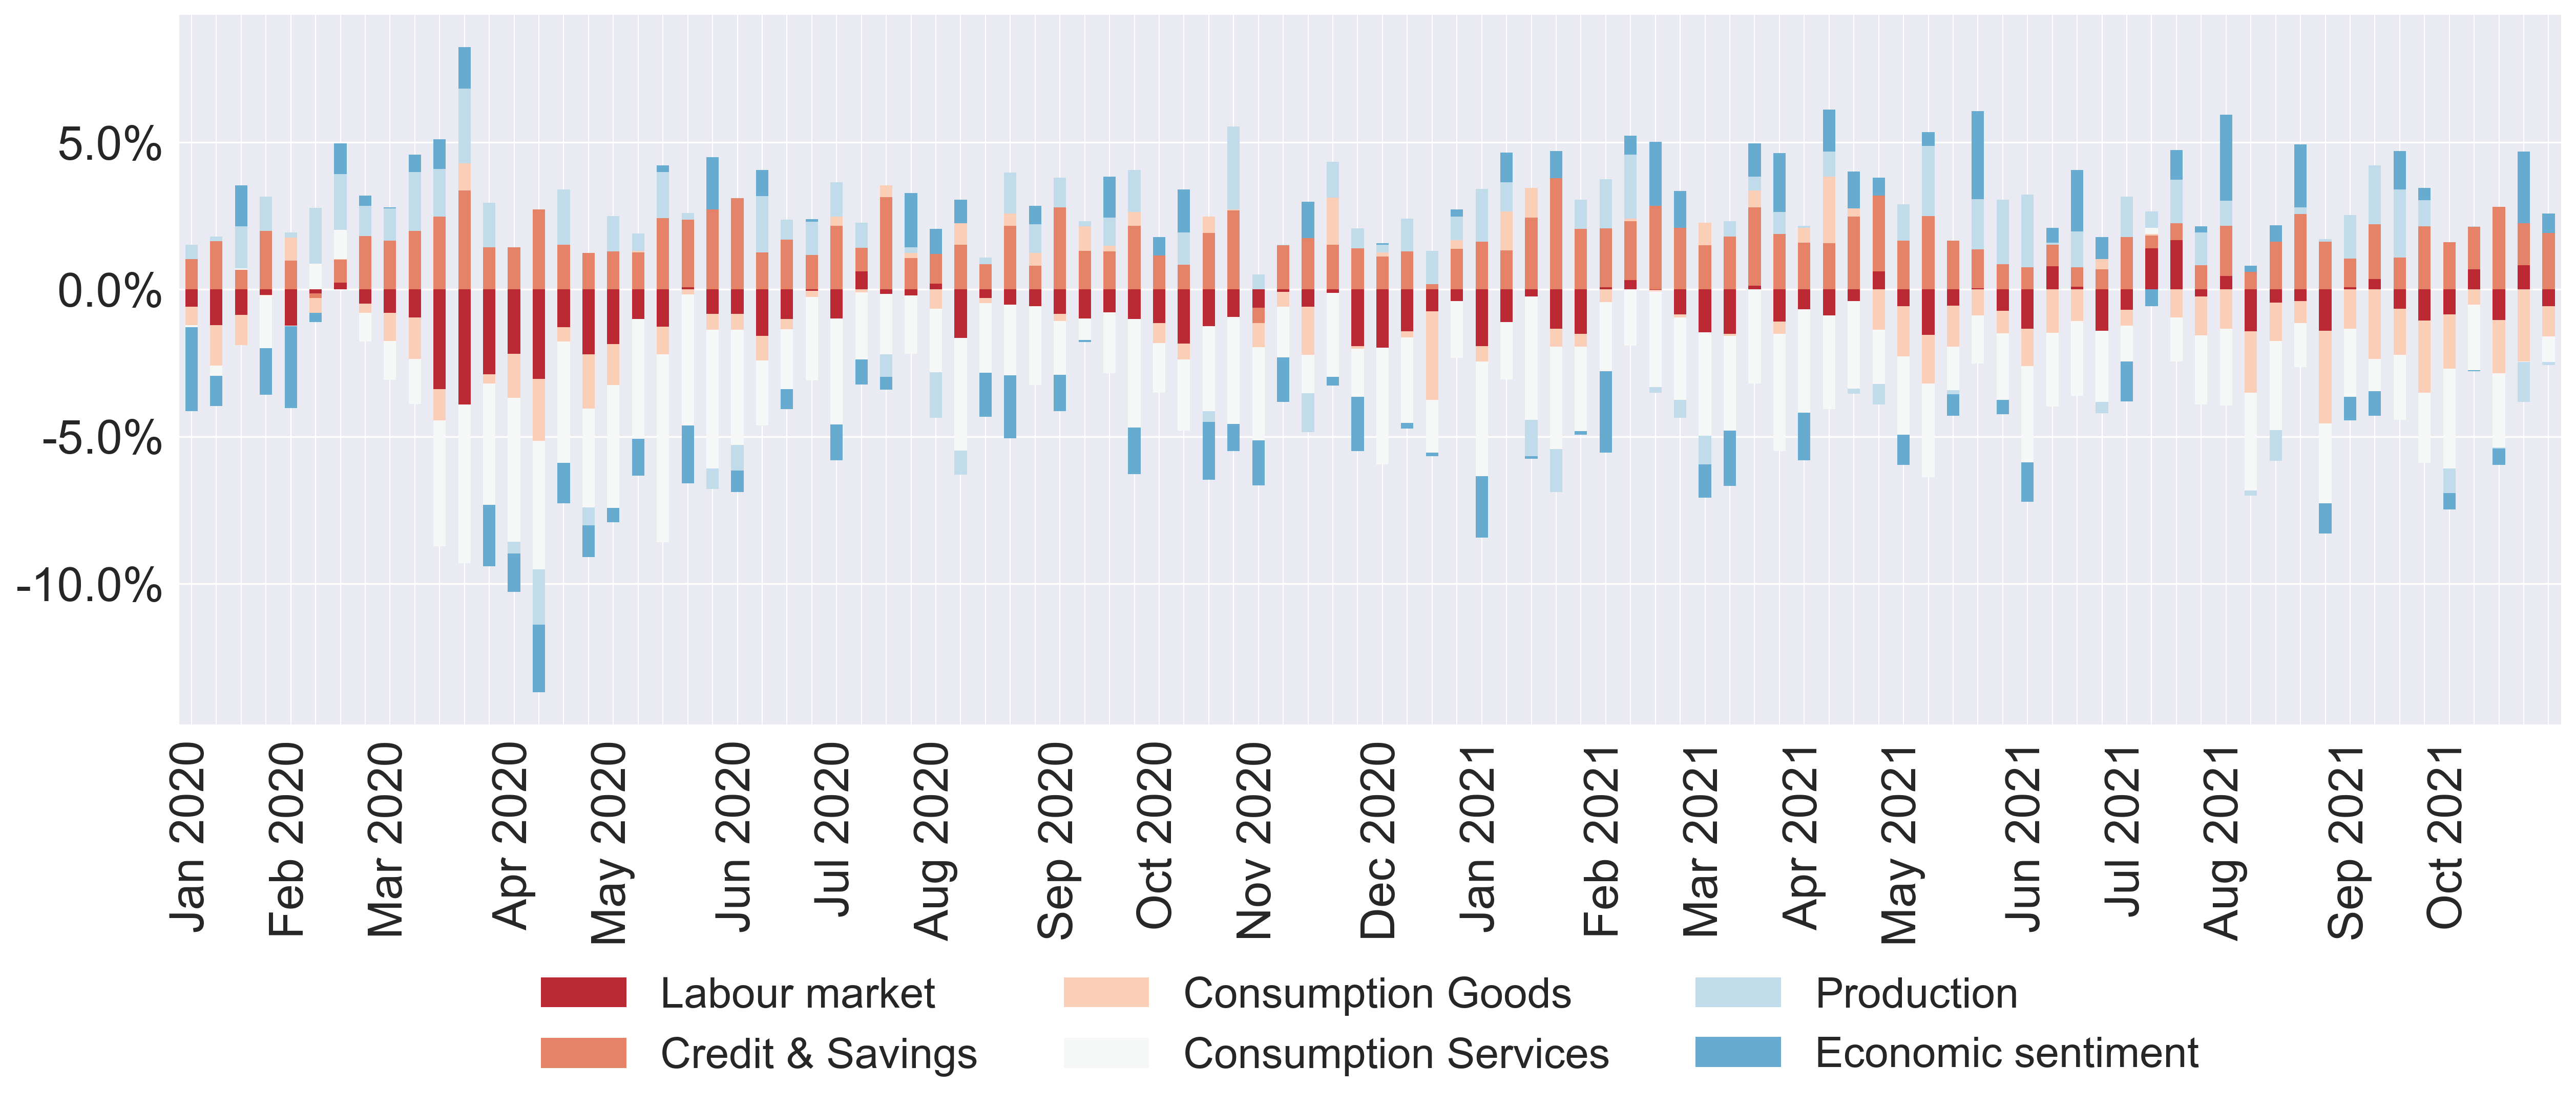 5.0%
0.0%
-5.0%
-10.0%
Jan 2020
Feb 2020
Mar 2020
Apr 2020
May 2020
Jun 2020
Jul 2020
Aug 2020
Sep 2020
Oct 2020
Nov 2020
Dec 2020
Jan 2021
Feb 2021
Mar 2021
Apr 2021
May 2021
Jun 2021
Jul 2021
Aug 2021
Sep 2021
Oct 2021
Labour market
Consumption Goods
Production
Credit & Savings
Consumption Services
Economic sentiment